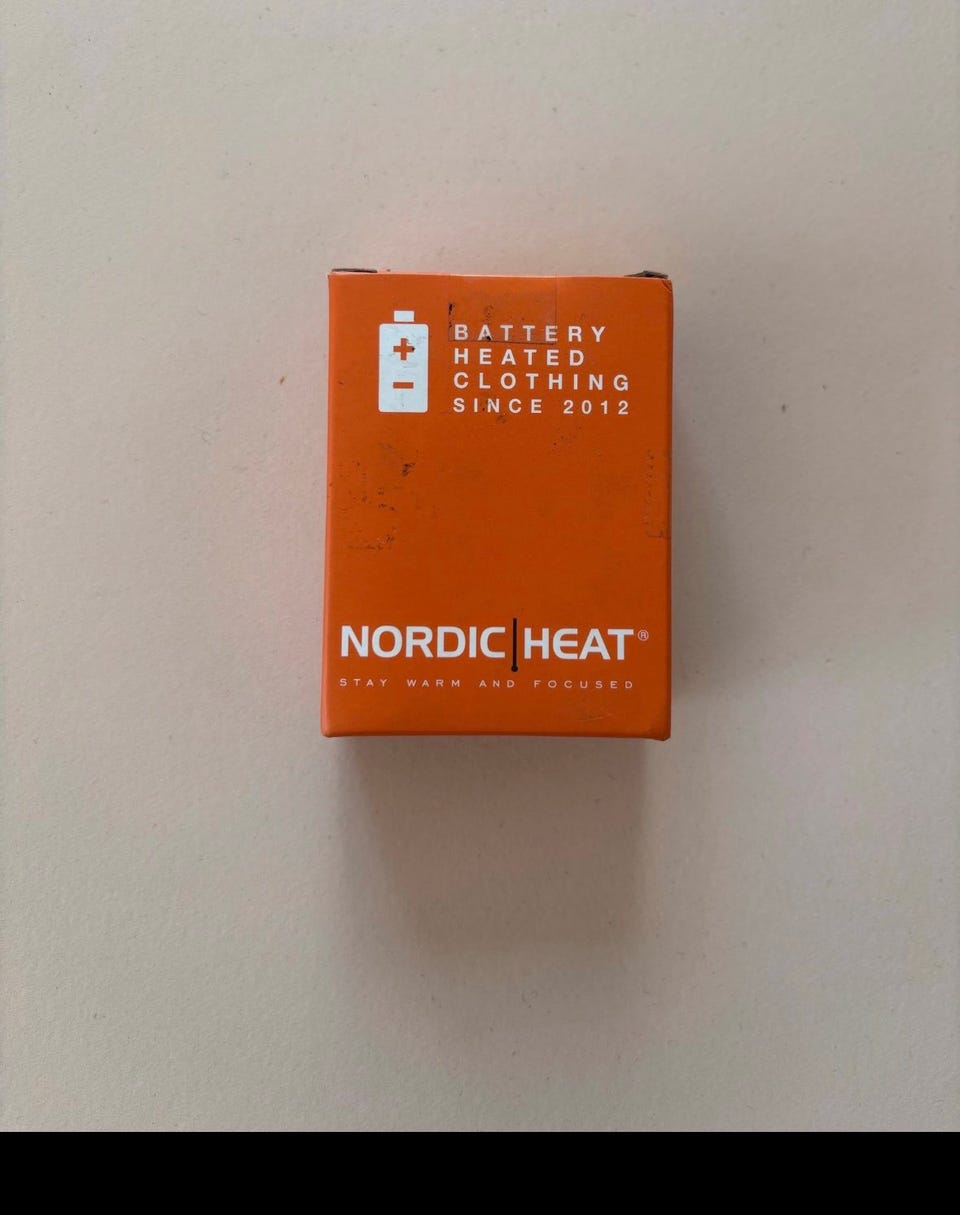 BATTERY
HEATED
CLOTHING
SINCE 2012
NORDIC|HEAT®
STAY WARM AND FOCUSED